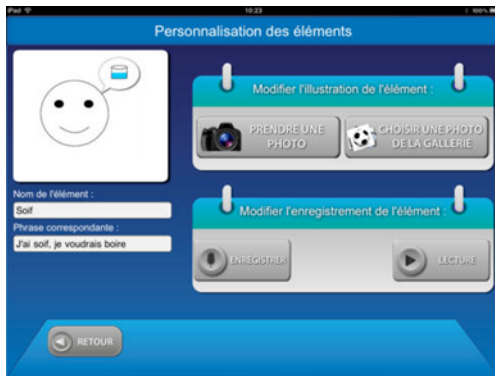 iPad
10:23
100%
Personnalisation des éléments
Modifier l'illustration de l'élément :
PRENDRE UNE
PHOTO
CHOISIR UNE PHOTO
DE LA GALLERIE
Nom de l'élément :
Soif
Phrase correspondante :
J'ai soif, je voudrais boire
Modifier l'enregistrement de l'élément :
ENREGISTRER
LECTURE
RETOUR